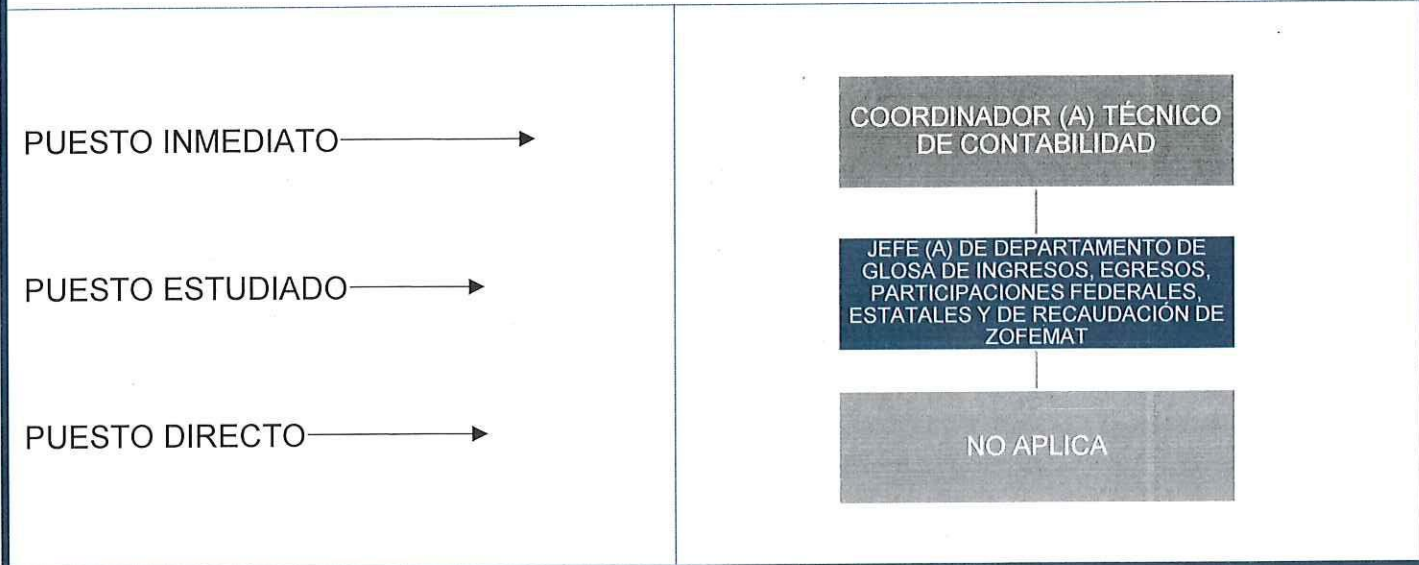 PUESTO INMEDIATO
COORDINADOR (A) TÉCNICO
DE CONTABILIDAD
PUESTO ESTUDIADO
JEFE (A) DE DEPARTAMENTO DE
GLOSA DE INGRESOS, EGRESOS,
PARTICIPACIONES FEDERALES,
ESTATALES Y DE RECAUDACIÓN DE
ZOFEMAT
PUESTO DIRECTO
NO APLICA